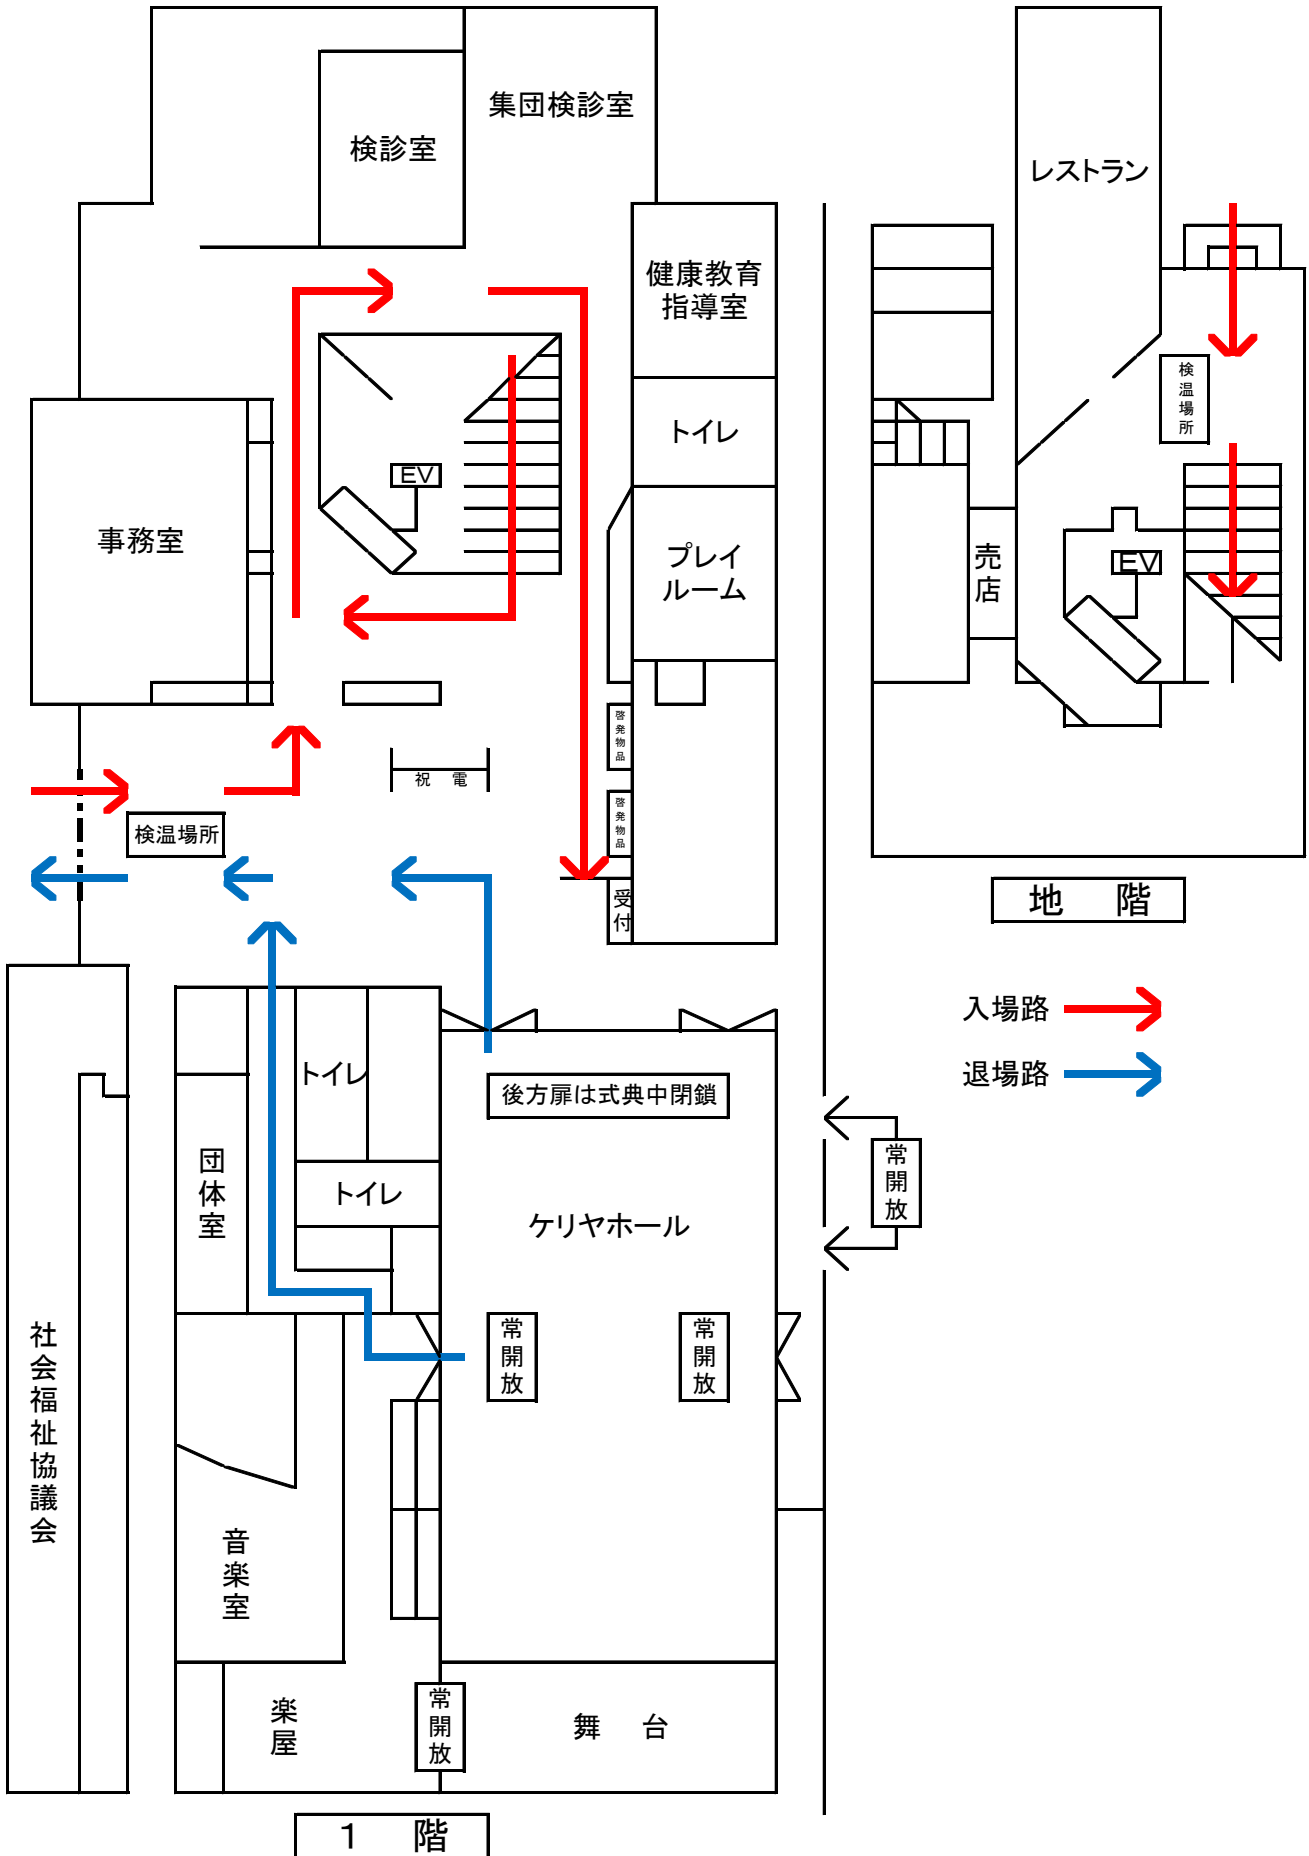 集団検診室
検診室
レストラン
健康教育
指導室
検温場所
トイレ
EV
事務室
プレイ
ルーム
売店
EV
啓発物品
祝　電
啓発物品
検温場所
受付
地　階
入場路
退場路
トイレ
後方扉は式典中閉鎖
団体室
トイレ
常開放
ケリヤホール
社会福祉協議会
常開放
常開放
音楽室
楽屋
常開放
舞　台
１　階